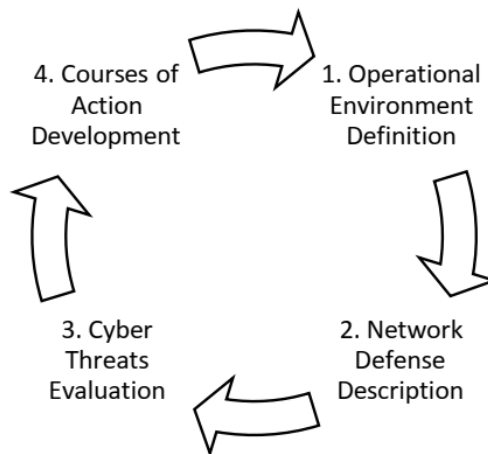 4. Courses of
Action
Development
1. Operational
Environment
Definition
3. Cyber
Threats
Evaluation
2. Network
Defense
Description